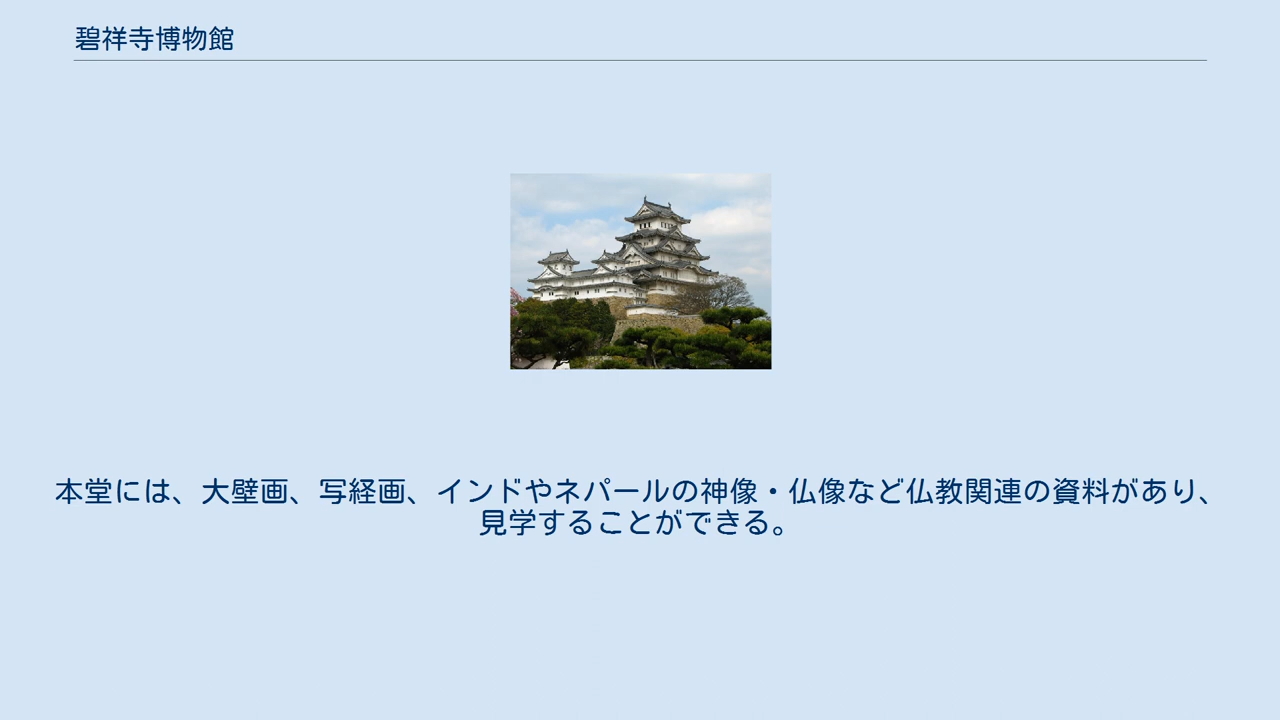 碧祥寺博物館
本堂には、大壁画、写経画、インドやネパールの神像・仏像など仏教関連の資料があり、
見学することができる。